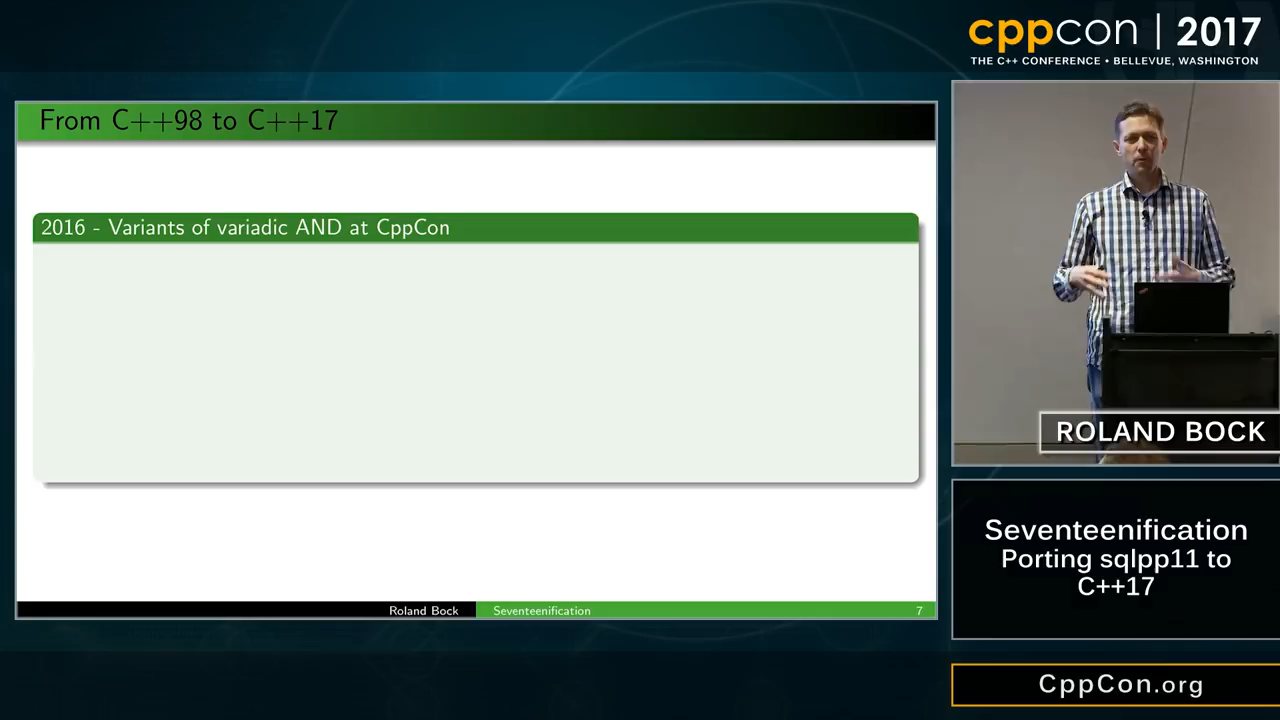 cppcon | 2017
THE C++ CONFERENCE • BELLEVUE, WASHINGTON
From C++98 to C++17
2016 - Variants of variadic AND at CppCon
Roland Bock
Seventeenification
7
ROLAND BOCK
Seventeenification
Porting sqlpp11 to
C++17
CppCon.org